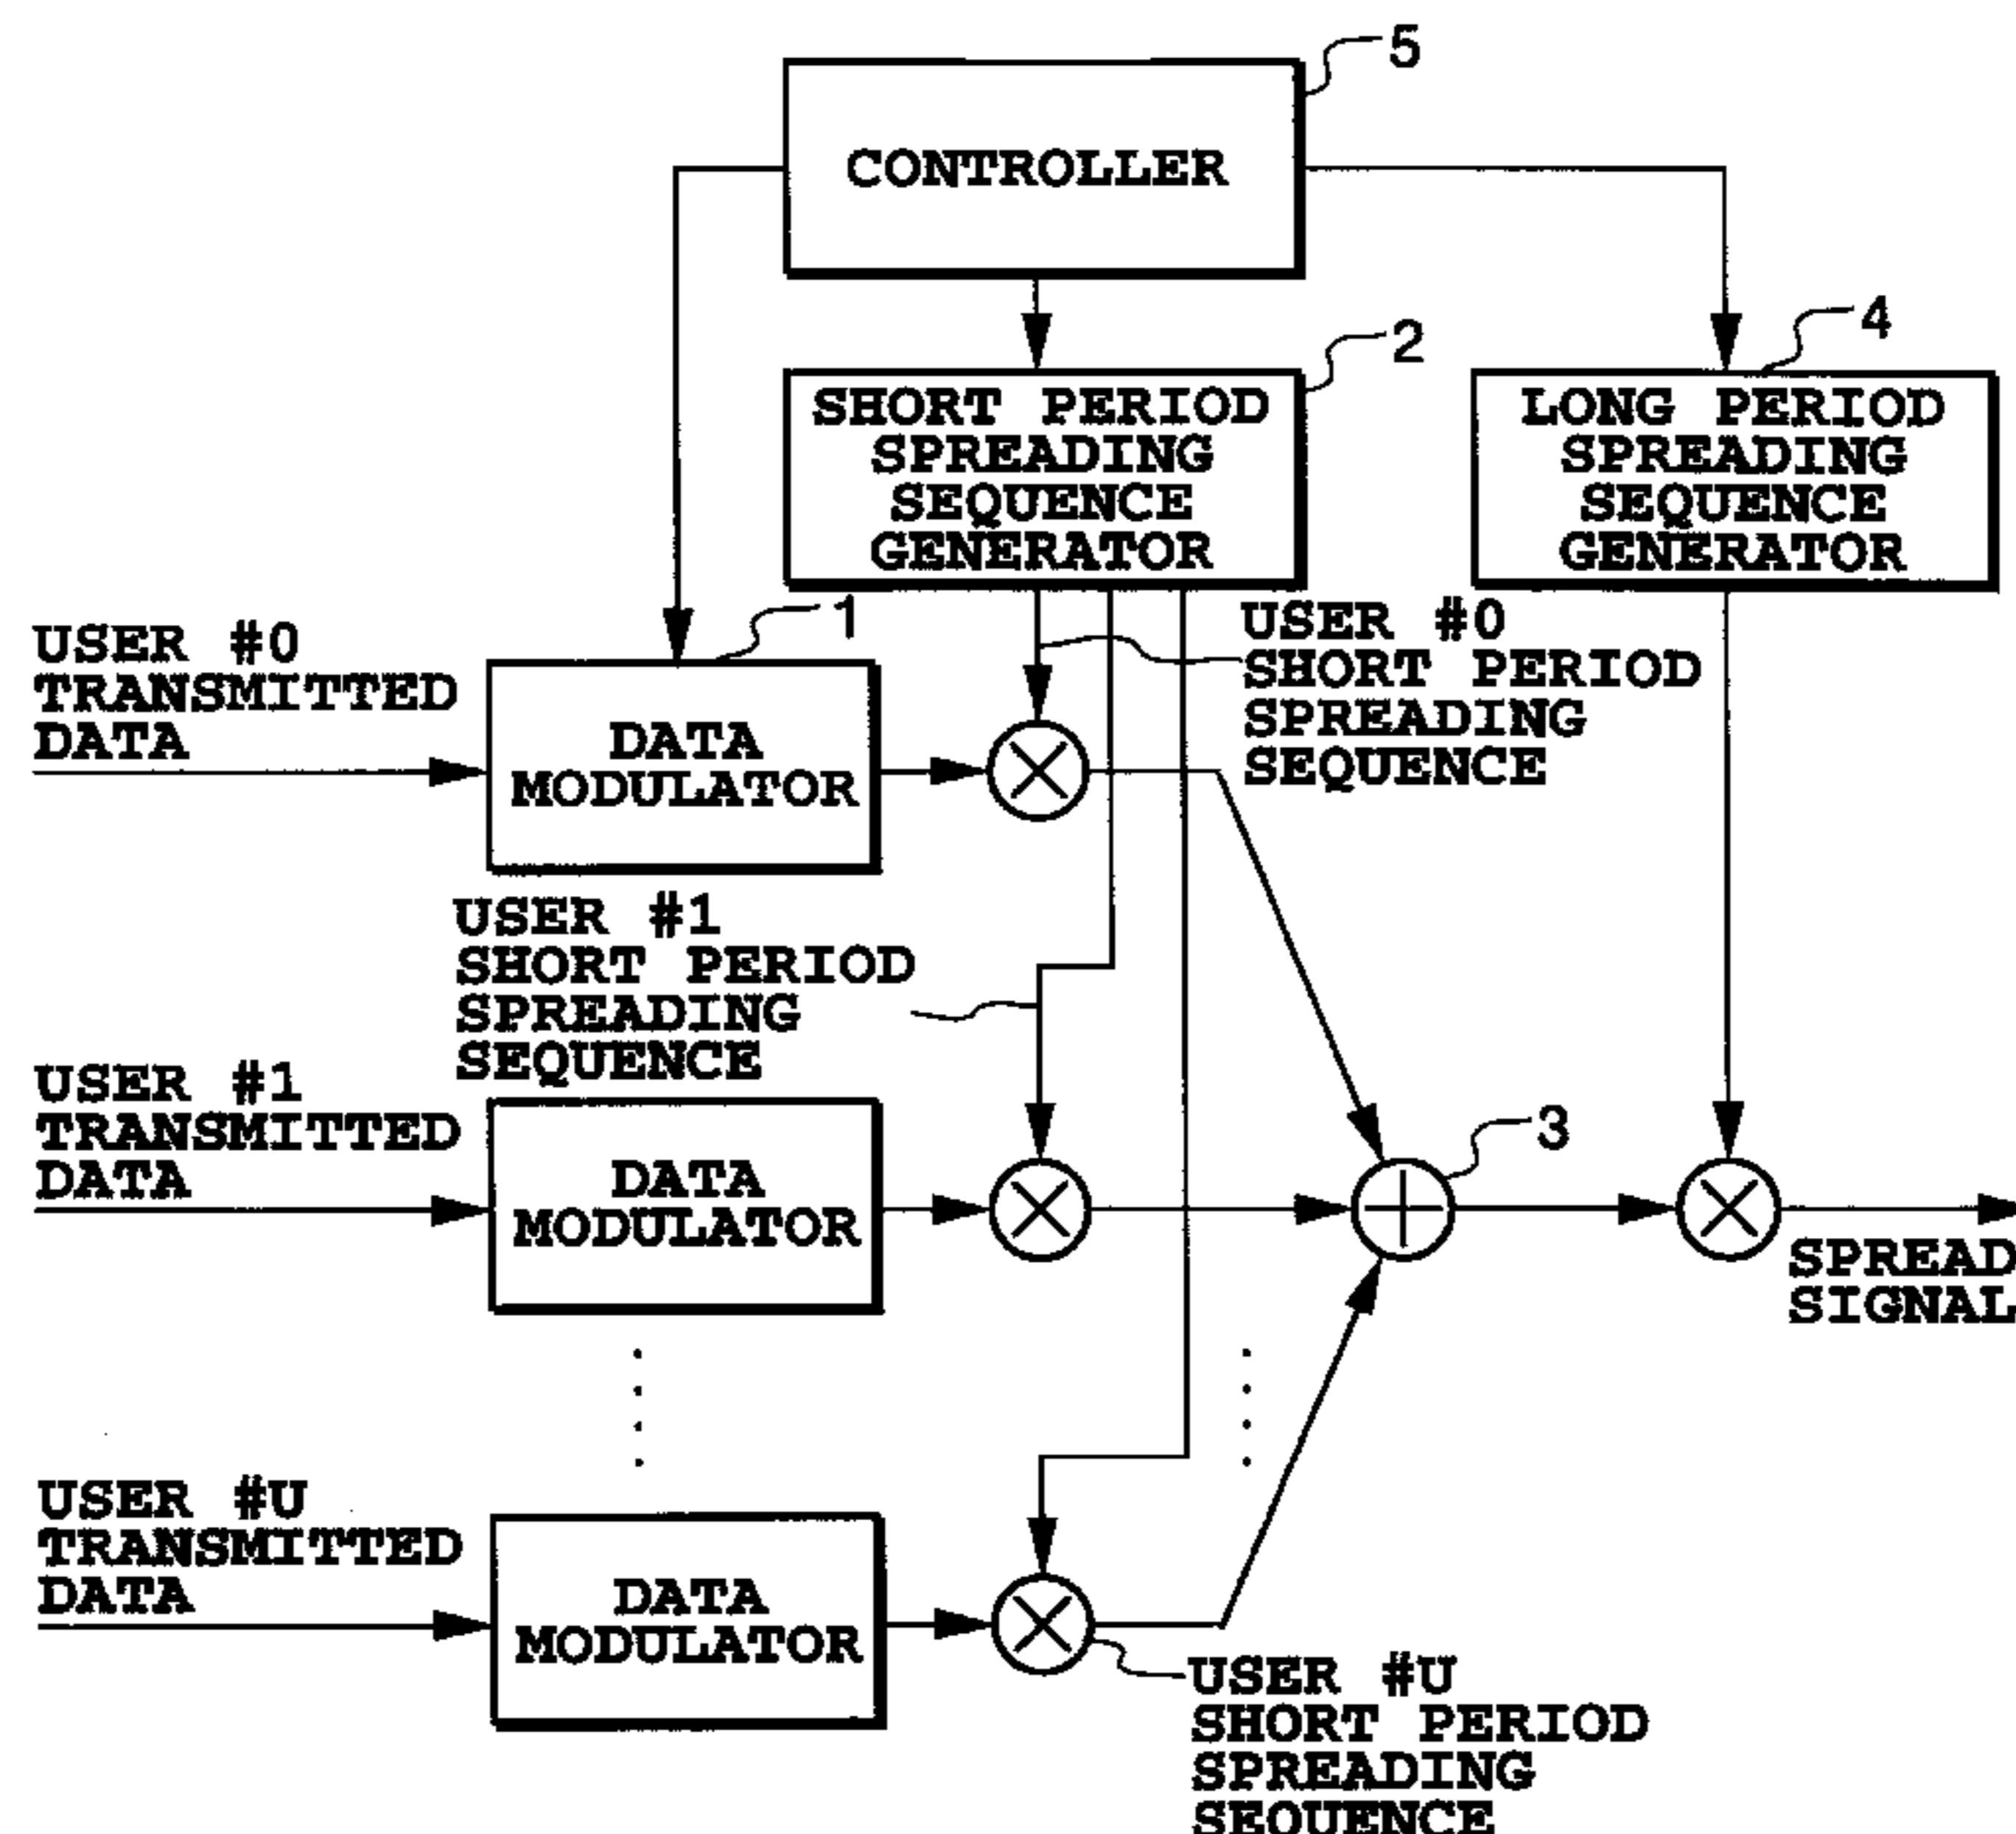 5
CONTROLLER
2
4
SHORT PERIOD
SPREADING
SEQUENCE
GENERATOR
LONG PERIOD
SPREADING
SEQUENCE
GENERATOR
1
USER #0
TRANSMITTED
DATA
DATA
MODULATOR
USER #0
SHORT PERIOD
SPREADING
SEQUENCE
USER #1
SHORT PERIOD
SPREADING
SEQUENCE
USER #1
TRANSMITTED
DATA
DATA
MODULATOR
3
SPREAD
SIGNAL
USER #U
TRANSMITTED
DATA
DATA
MODULATOR
USER #U
SHORT PERIOD
SPREADING
SEQUENCE